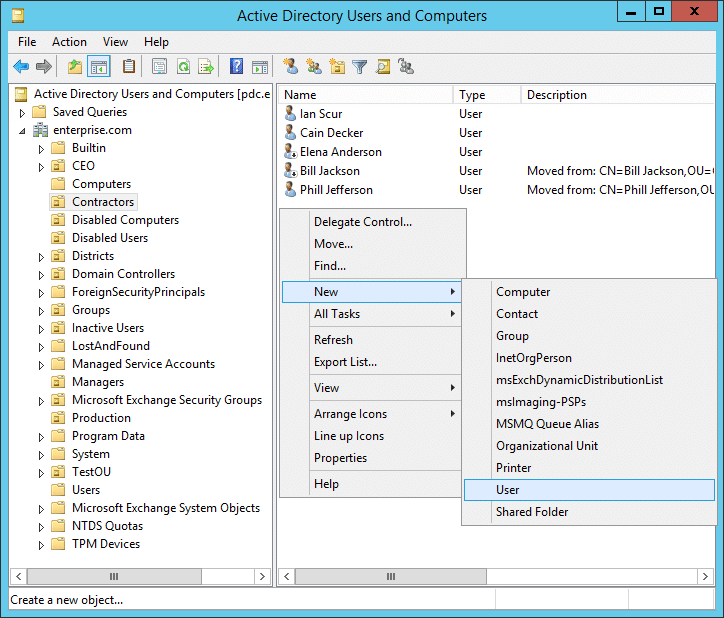 Active Directory Users and Computers
File Action View Help
Active Directory Users and Computers [pdc.e
Saved Queries
enterprise.com
Builtin
CEO
Computers
Contractors
Disabled Computers
Disabled Users
Districts
Domain Controllers
ForeignSecurityPrincipals
Groups
Inactive Users
LostAndFound
Managed Service Accounts
Managers
Microsoft Exchange Security Groups
Production
Program Data
System
TestOU
Users
Microsoft Exchange System Objects
NTDS Quotas
TPM Devices
Name Type Description
Ian Scur User
Cain Decker User
Elena Anderson User
Bill Jackson User Moved from: CN=Bill Jackson,OU=
Phill Jefferson User Moved from: CN=Phill Jefferson,OU
Delegate Control...
Move...
Find...
New
All Tasks
Refresh
Export List...
View
Arrange Icons
Line up Icons
Properties
Help
Computer
Contact
Group
InetOrgPerson
msExchDynamicDistributionList
msImaging-PSPs
MSMQ Queue Alias
Organizational Unit
Printer
User
Shared Folder
Create a new object...